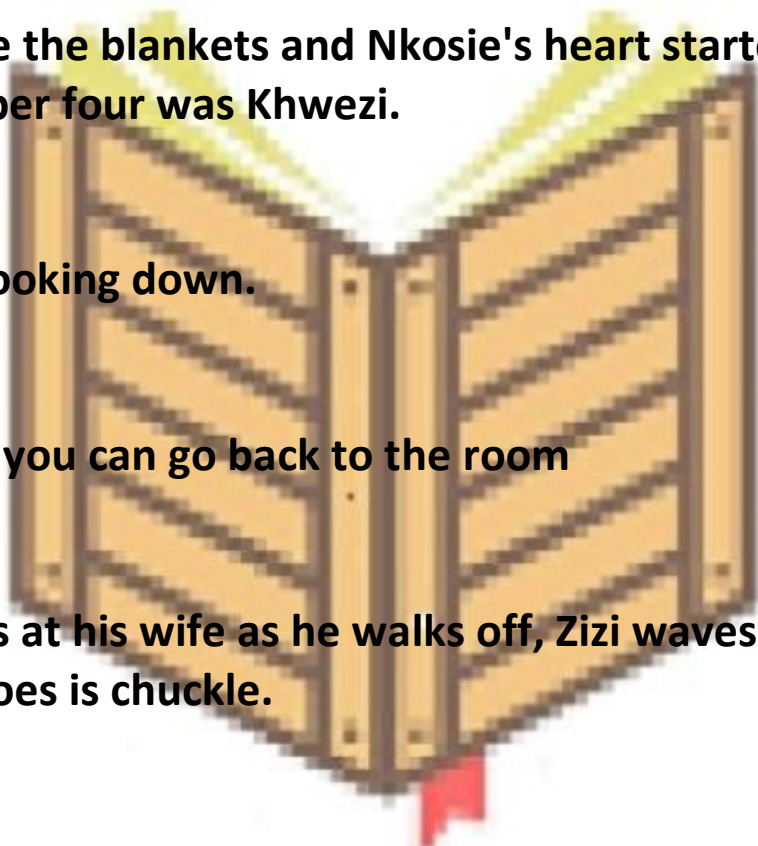 e the blankets and Nkosie's heart starte
er four was Khwezi.
ooking down.
you can go back to the room
s at his wife as he walks off, Zizi waves
oes is chuckle.